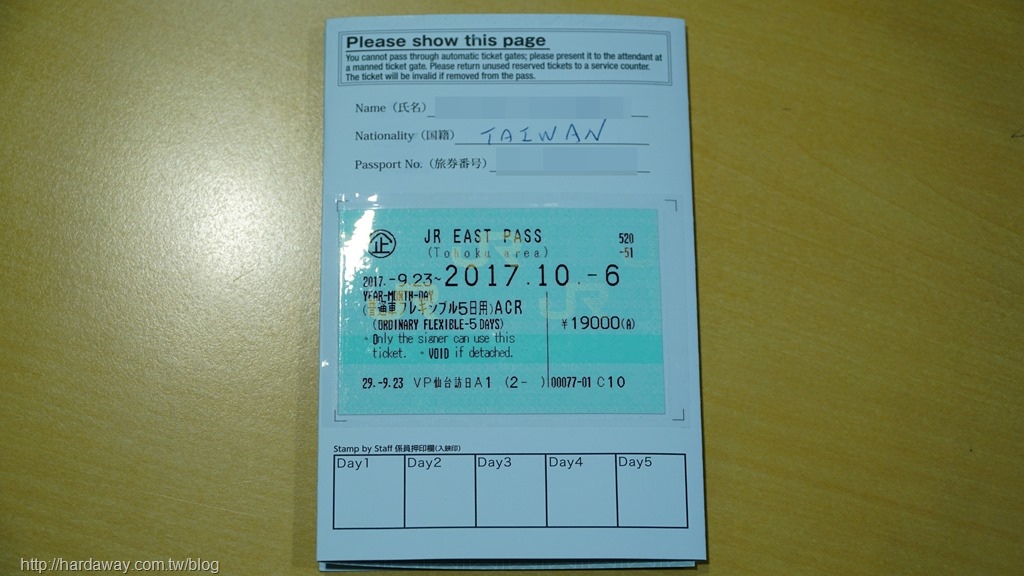 Please show this page
You cannot pass through automatic ticket gates; please present it to the attendant at
a manned ticket gate. Please return unused reserved tickets to a service counter.
The ticket will be invalid if removed from the pass.
Name（氏名）
Nationality（国籍） TAIWAN
Passport No.（旅券番号）
企 JR EAST PASS 520
(Tohoku area) -51
2017.-9.23~2017.10.-6
YEAR-MONTH-DAY
(普通車フレキシブル5日用)ACR
(ORDINARY FLEXIBLE-5 DAYS) ￥19000(A)
・Only the signer can use this
ticket. ・VOID if detached.
29.-9.23 VP仙台訪日A1 (2- )00077-01 C10
Stamp by Staff 係員押印欄(入鋏印)
Day1 Day2 Day3 Day4 Day5
http://hardaway.com.tw/blog